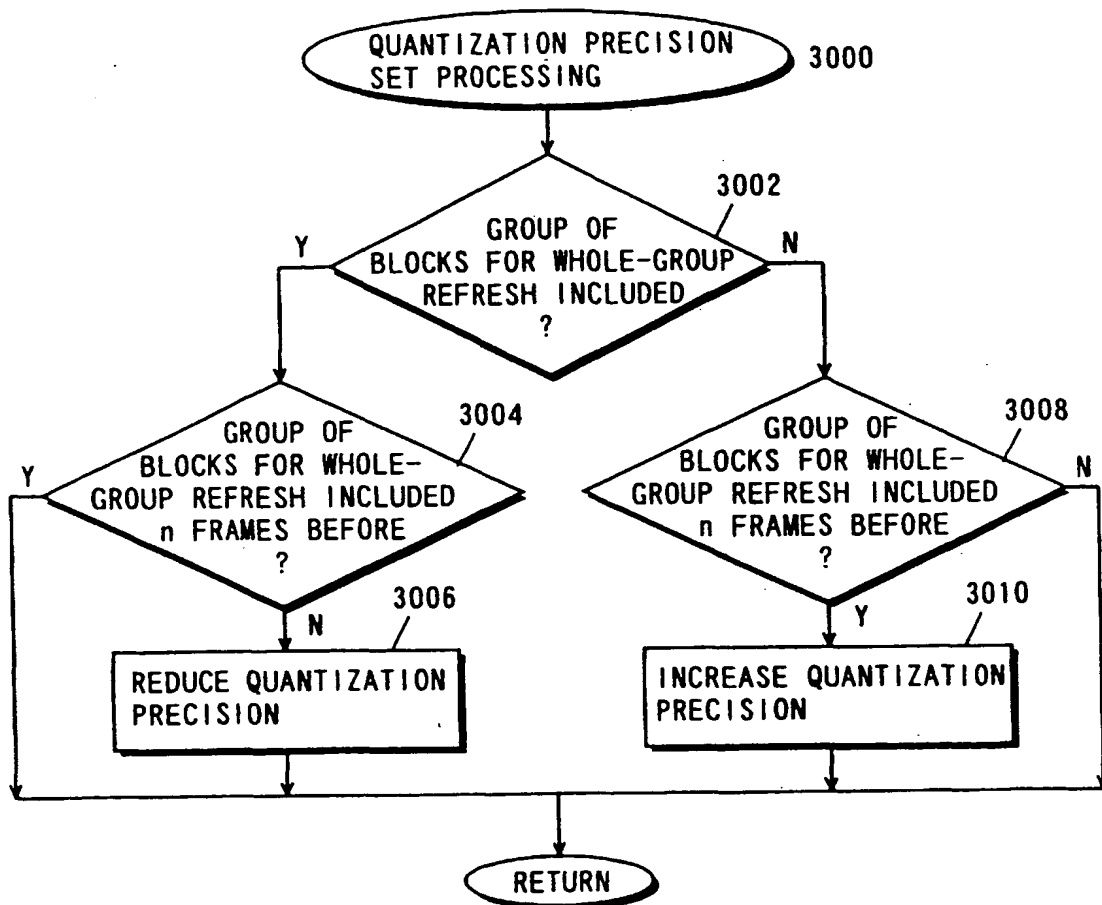 QUANTIZATION PRECISION
SET PROCESSING
3000
3002
GROUP OF
BLOCKS FOR WHOLE-GROUP
REFRESH INCLUDED
?
Y
N
3004
GROUP OF
BLOCKS FOR WHOLE-
GROUP REFRESH INCLUDED
n FRAMES BEFORE
?
Y
N
3008
GROUP OF
BLOCKS FOR WHOLE-
GROUP REFRESH INCLUDED
n FRAMES BEFORE
?
N
Y
3006
REDUCE QUANTIZATION
PRECISION
3010
INCREASE QUANTIZATION
PRECISION
RETURN